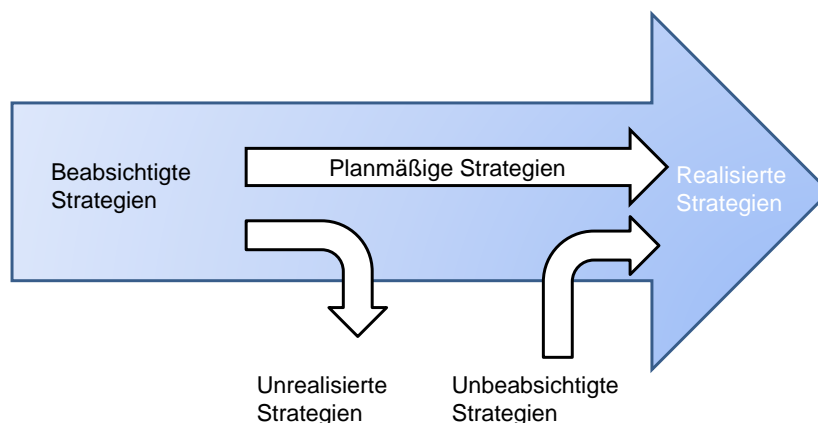 Beabsichtigte
Strategien
Planmäßige Strategien
Realisierte
Strategien
Unrealisierte
Strategien
Unbeabsichtigte
Strategien